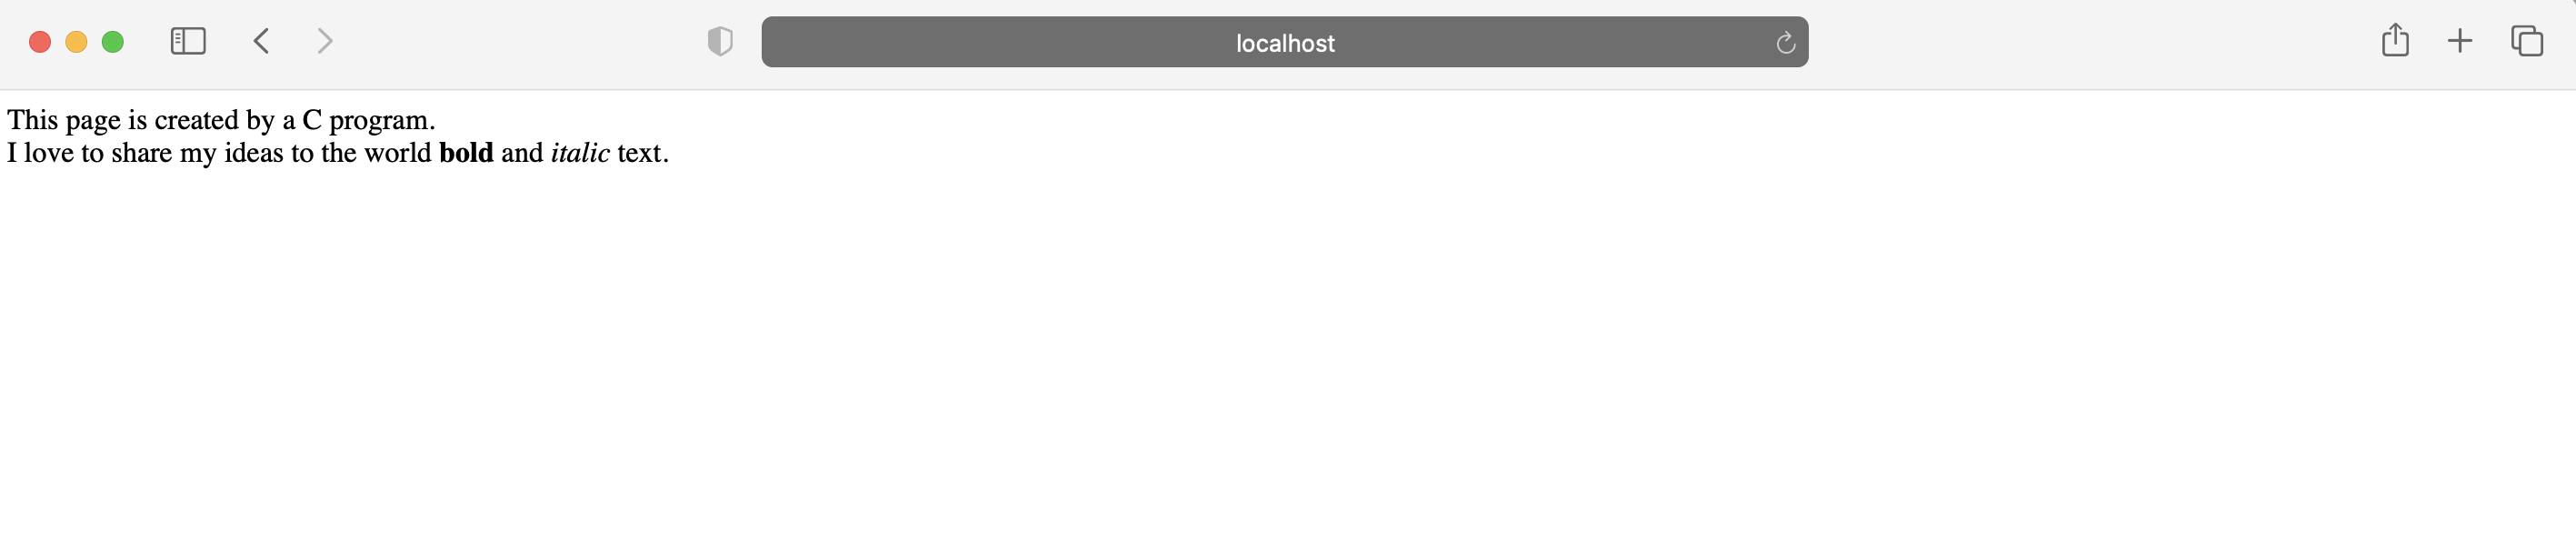 localhost
This page is created by a C program.
I love to share my ideas to the world bold and italic text.